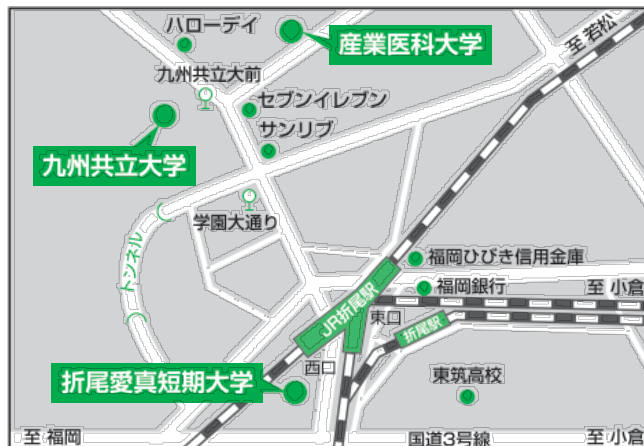 ハローデイ
産業医科大学
至 若松
九州共立大前
セブンイレブン
九州共立大学
サンリブ
学園大通り
トンネル
福岡ひびき信用金庫
福岡銀行
至 小倉
JR折尾駅
東口
折尾駅
西口
折尾愛真短期大学
東筑高校
至 福岡
国道3号線
至 小倉